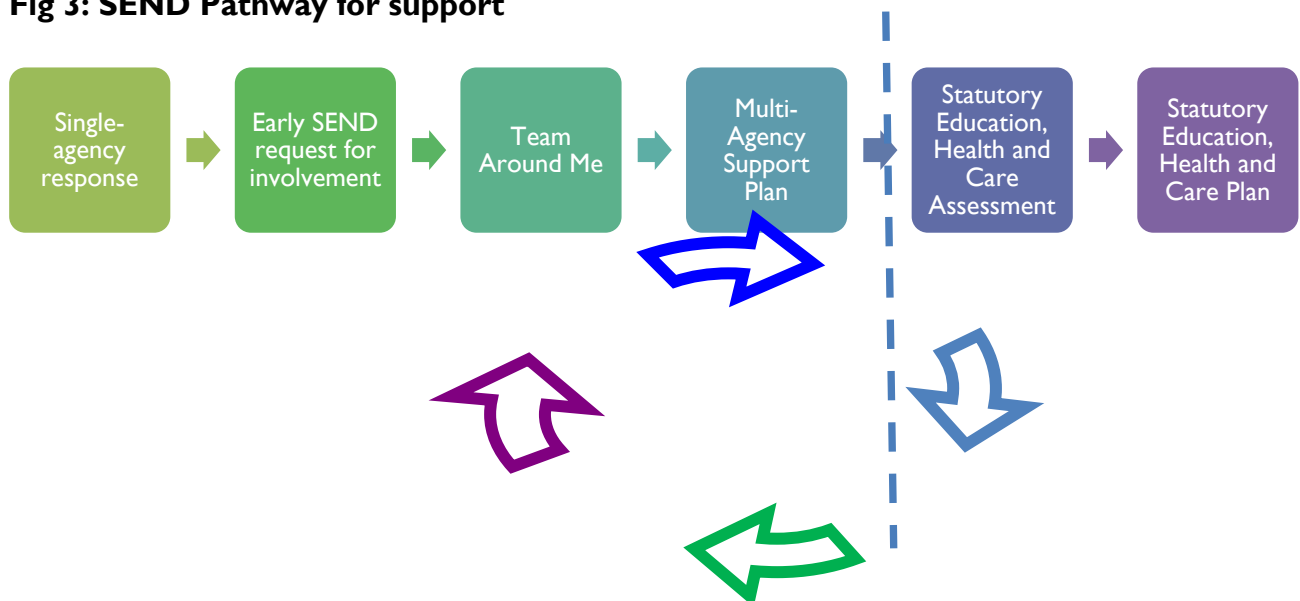 Fig 3: SEND Pathway for support
Single-
agency
response
Early SEND
request for
involvement
Team
Around Me
Multi-
Agency
Support
Plan
Statutory
Education,
Health and
Care
Assessment
Statutory
Education,
Health and
Care Plan